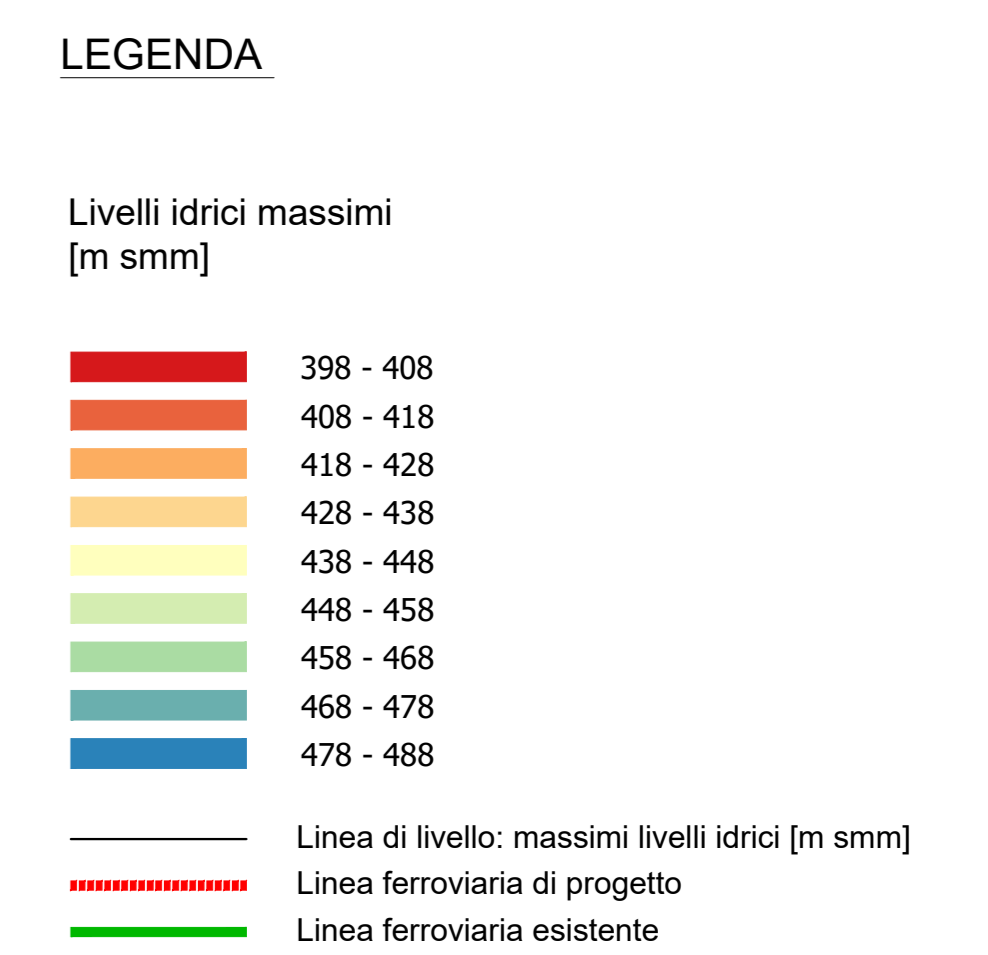 LEGENDA
Livelli idrici massimi
[m smm]
398 - 408
408 - 418
418 - 428
428 - 438
438 - 448
448 - 458
458 - 468
468 - 478
478 - 488
Linea di livello: massimi livelli idrici [m smm]
Linea ferroviaria di progetto
Linea ferroviaria esistente